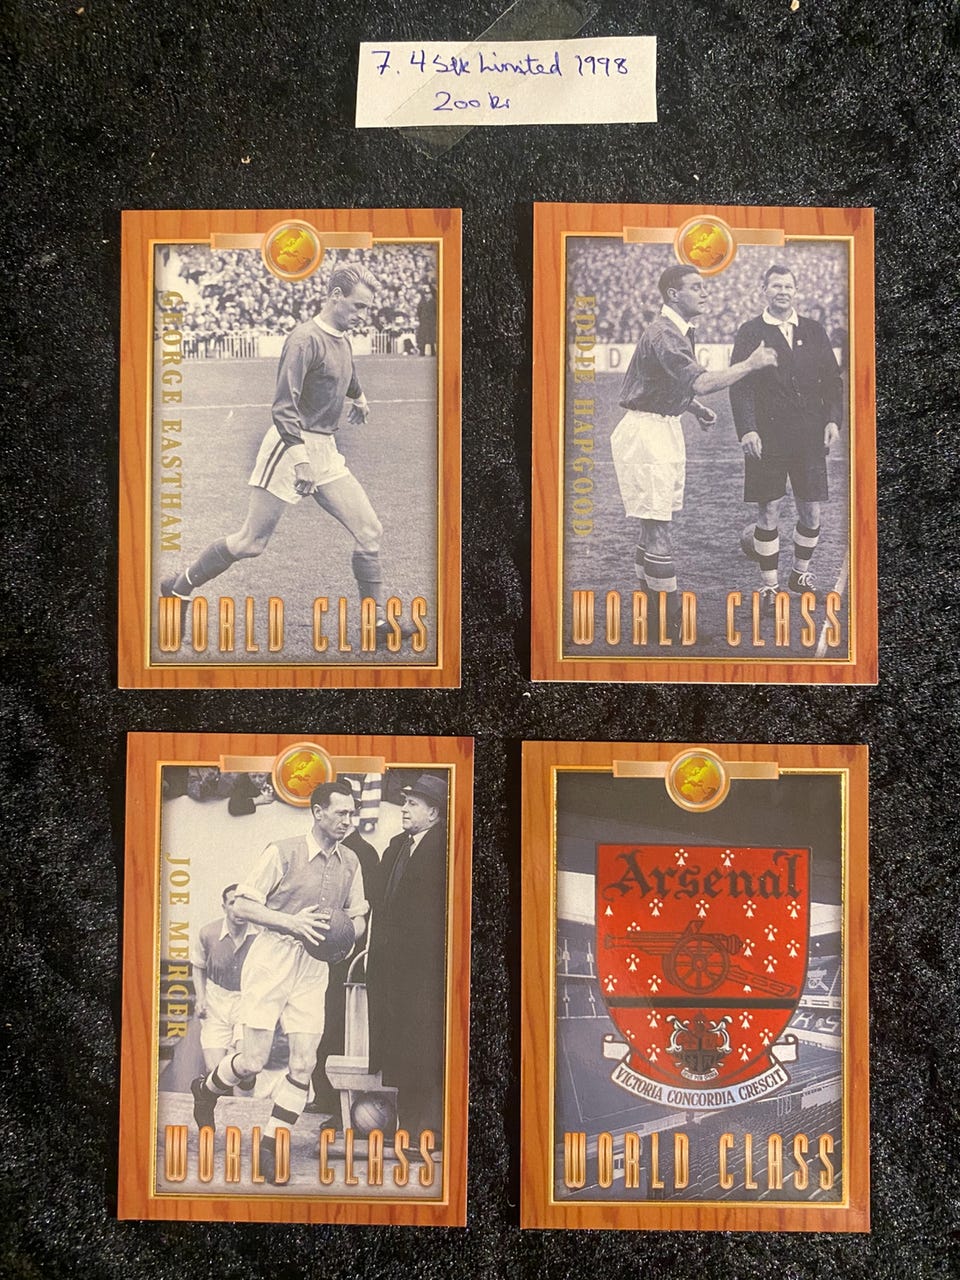 7. 4 Stk Limited 1998
200 kr
GEORGE EASTHAM
WORLD CLASS
EDDIE HAPGOOD
WORLD CLASS
JOE MERCER
WORLD CLASS
Arsenal
VICTORIA CONCORDIA CRESCIT
WORLD CLASS